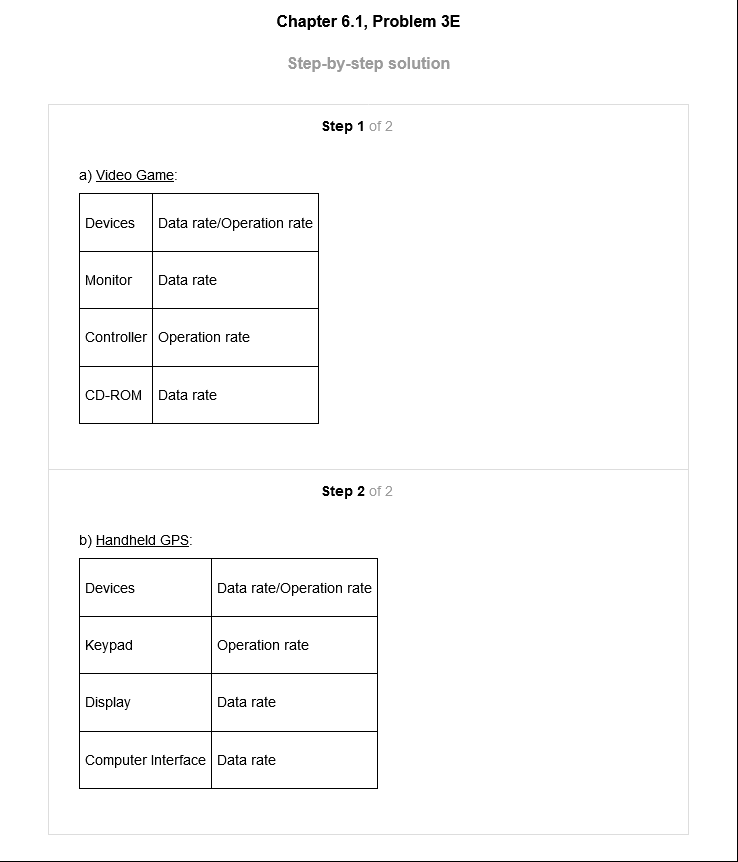 Chapter 6.1, Problem 3E
Step-by-step solution
Step 1 of 2
a) Video Game:
Devices Data rate/Operation rate
Monitor Data rate
Controller Operation rate
CD-ROM Data rate
Step 2 of 2
b) Handheld GPS:
Devices Data rate/Operation rate
Keypad Operation rate
Display Data rate
Computer Interface Data rate